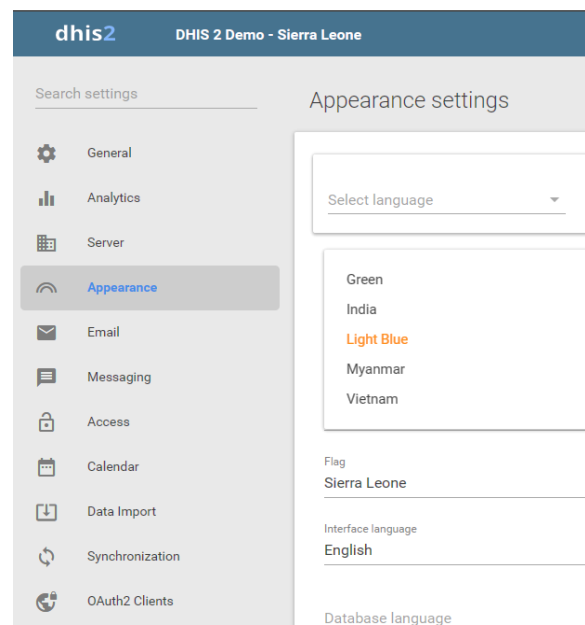 dhis2
DHIS 2 Demo - Sierra Leone
Search settings
General
Analytics
Server
Appearance
Email
Messaging
Access
Calendar
Data Import
Synchronization
OAuth2 Clients
Appearance settings
Select language
Green
India
Light Blue
Myanmar
Vietnam
Flag
Sierra Leone
Interface language
English
Database language